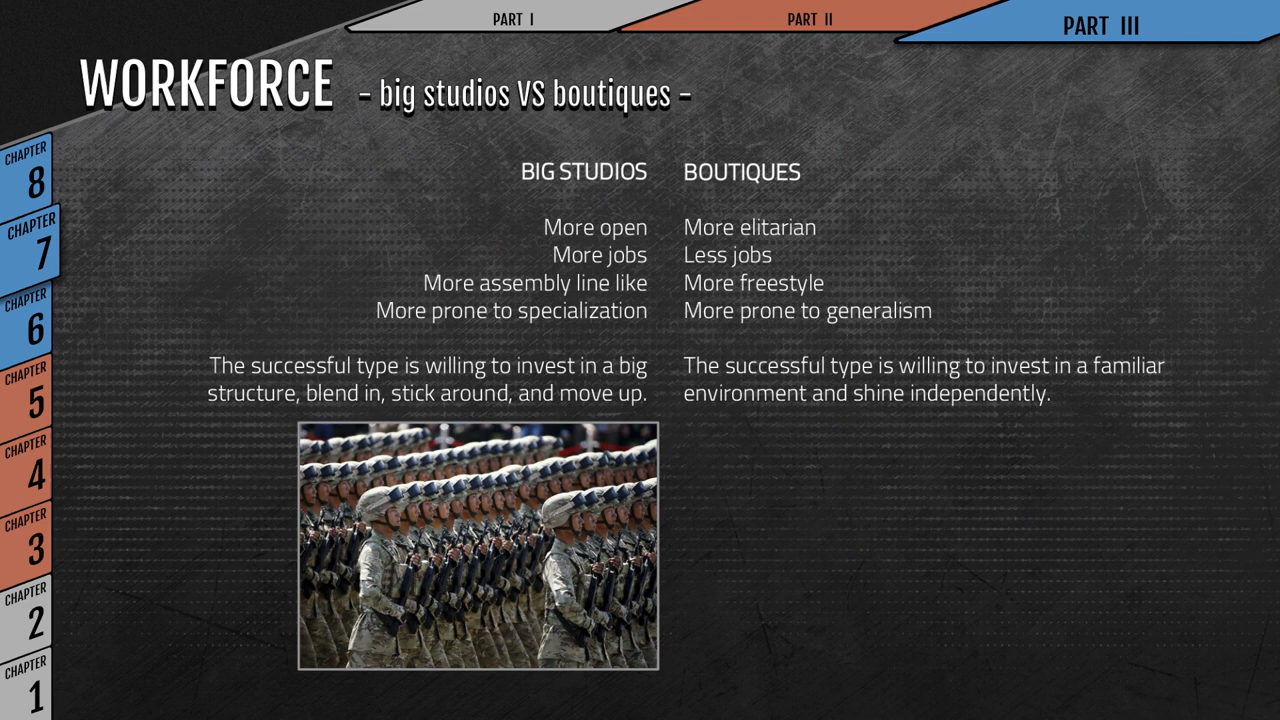 PART I
PART II
PART III
WORKFORCE – big studios VS boutiques –
CHAPTER
8
CHAPTER
7
CHAPTER
6
CHAPTER
5
CHAPTER
4
CHAPTER
3
CHAPTER
2
CHAPTER
1
BIG STUDIOS
More open
More jobs
More assembly line like
More prone to specialization
The successful type is willing to invest in a big
structure, blend in, stick around, and move up.
BOUTIQUES
More elitarian
Less jobs
More freestyle
More prone to generalism
The successful type is willing to invest in a familiar
environment and shine independently.